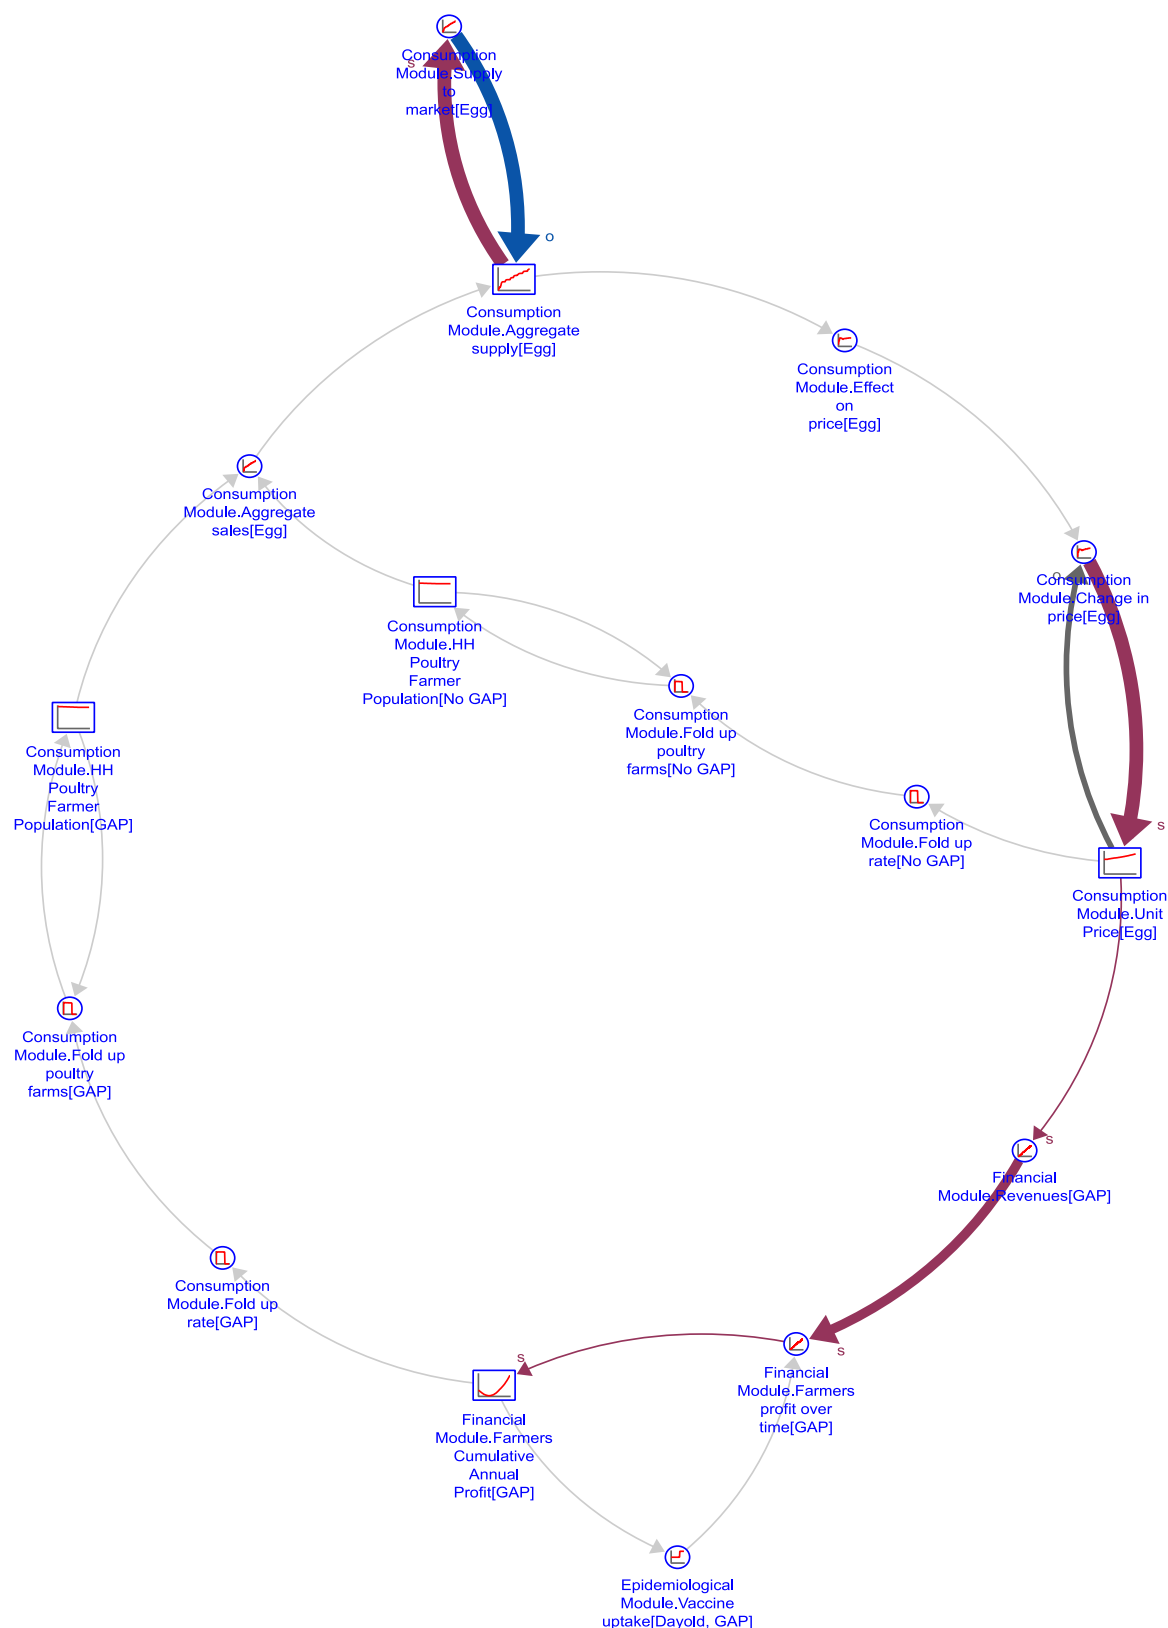 Consumption
Module.Supply
to
market[Egg]
s
o
Consumption
Module.Aggregate
supply[Egg]
Consumption
Module.Effect
on
price[Egg]
Consumption
Module.Aggregate
sales[Egg]
o
Consumption
Module.Change in
price[Egg]
Consumption
Module.HH
Poultry
Farmer
Population[No GAP]
Consumption
Module.Fold up
poultry
farms[No GAP]
Consumption
Module.HH
Poultry
Farmer
Population[GAP]
Consumption
Module.Fold up
rate[No GAP]
s
Consumption
Module.Unit
Price[Egg]
Consumption
Module.Fold up
poultry
farms[GAP]
s
Financial
Module.Revenues[GAP]
Consumption
Module.Fold up
rate[GAP]
s
s
Financial
Module.Farmers
profit over
time[GAP]
Financial
Module.Farmers
Cumulative
Annual
Profit[GAP]
Epidemiological
Module.Vaccine
uptake[Dayold, GAP]